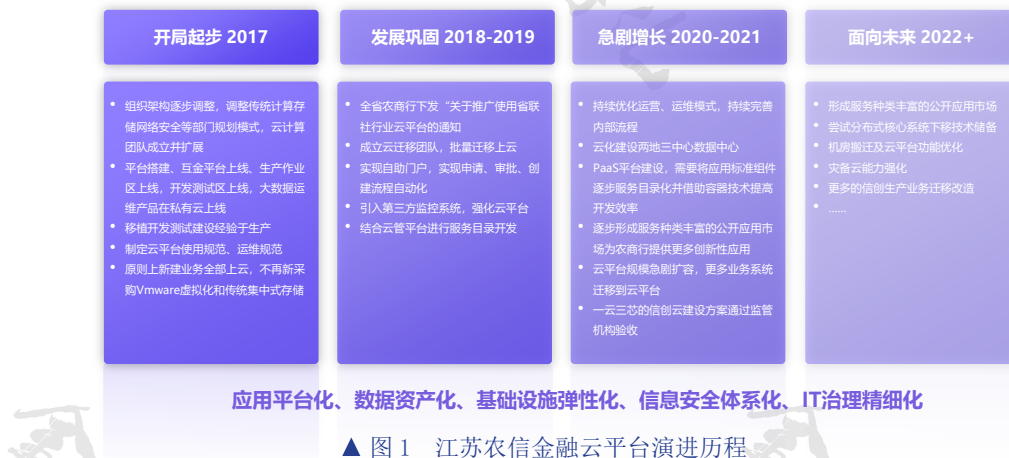 开局起步 2017
• 组织架构逐步调整，调整传统计算存
储网络安全等部门规划模式，云计算
团队成立并扩展
• 平台搭建、互金平台上线、生产作业
区上线，开发测试区上线，大数据运
维产品在私有云上线
• 移植开发测试建设经验于生产
• 制定云平台使用规范、运维规范
• 原则上新建业务全部上云，不再新采
购Vmware虚拟化和传统集中式存储
发展巩固 2018-2019
• 全省农商行下发“关于推广使用省联
社行业云平台的通知
• 成立云迁移团队，批量迁移上云
• 实现自助门户，实现申请、审批、创
建流程自动化
• 引入第三方监控系统，强化云平台
• 结合云管平台进行服务目录开发
急剧增长 2020-2021
• 持续优化运营、运维模式，持续完善
内部流程
• 云化建设两地三中心数据中心
• PaaS平台建设，需要将应用标准组件
逐步服务目录化并借助容器技术提高
开发效率
• 逐步形成服务种类丰富的公开应用市
场为农商行提供更多创新性应用
• 云平台规模急剧扩容，更多业务系统
迁移到云平台
• 一云三芯的信创云建设方案通过监管
机构验收
面向未来 2022+
• 形成服务种类丰富的公开应用市场
• 尝试分布式核心系统下移技术储备
• 机房搬迁及云平台功能优化
• 灾备云能力强化
• 更多的信创生产业务迁移改造
• ......
应用平台化、数据资产化、基础设施弹性化、信息安全体系化、IT治理精细化
▲ 图 1 江苏农信金融云平台演进历程